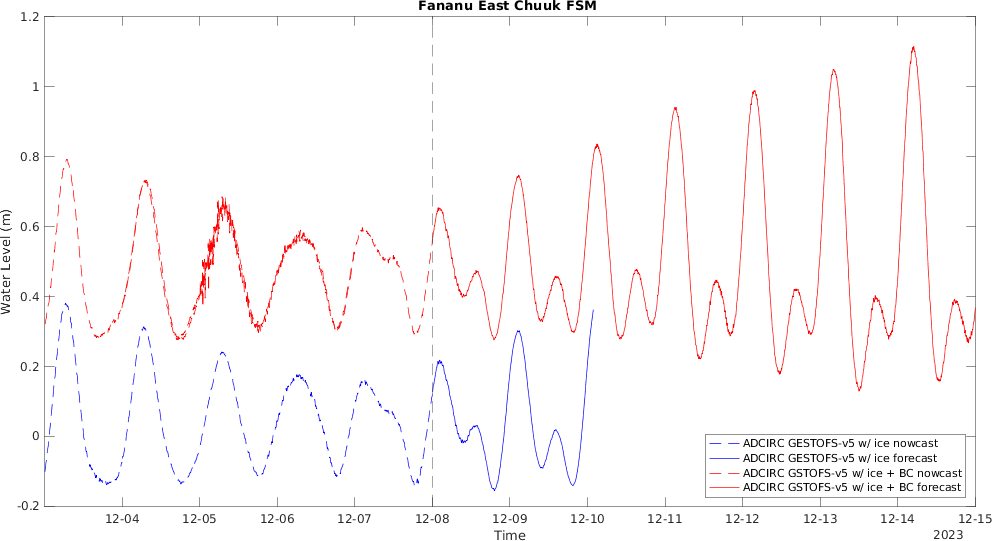 Fananu East Chuuk FSM
1.2
1
0.8
0.6
0.4
0.2
0
-0.2
Water Level (m)
12-04 12-05 12-06 12-07 12-08 12-09 12-10 12-11 12-12 12-13 12-14 12-15
Time
2023
ADCIRC GESTOFS-v5 w/ ice nowcast
ADCIRC GESTOFS-v5 w/ ice forecast
ADCIRC GSTOFS-v5 w/ ice + BC nowcast
ADCIRC GSTOFS-v5 w/ ice + BC forecast